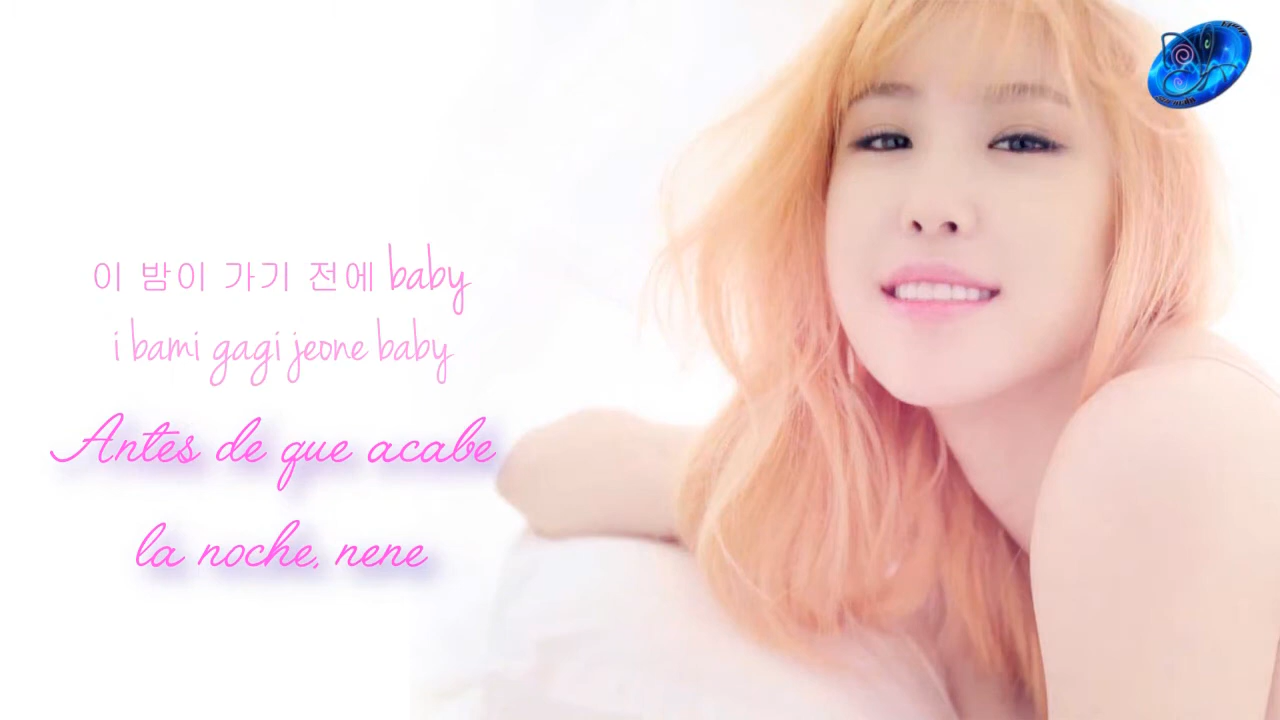 이 밤이 가기 전에 baby
i bami gagi jeone baby
Antes de que acabe
la noche, nene